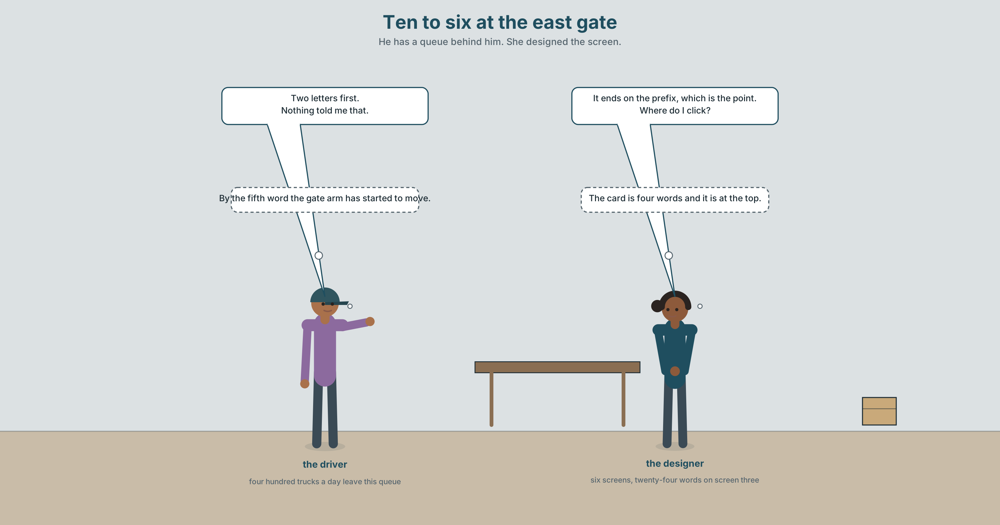 Ten to six at the east gate
He has a queue behind him. She designed the screen.
Two letters first.
Nothing told me that.
It ends on the prefix, which is the point.
Where do I click?
By the fifth word the gate arm has started to move.
The card is four words and it is at the top.
the driver
four hundred trucks a day leave this queue
the designer
six screens, twenty-four words on screen three